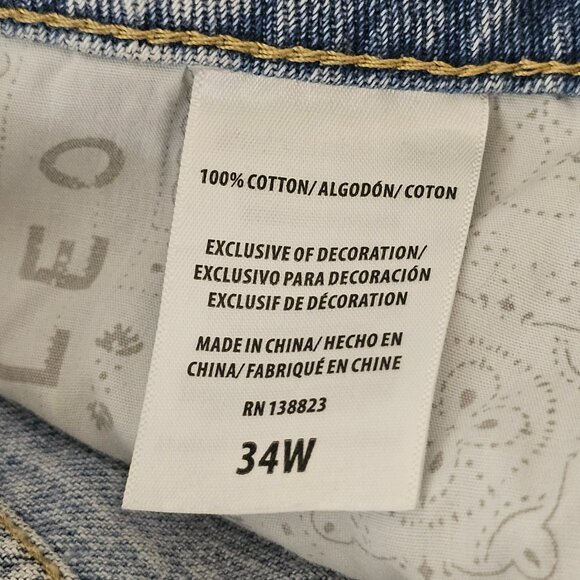 100% COTTON/ ALGODÓN/ COTON
EXCLUSIVE OF DECORATION/
EXCLUSIVO PARA DECORACIÓN
EXCLUSIF DE DÉCORATION
MADE IN CHINA/ HECHO EN
CHINA/ FABRIQUÉ EN CHINE
RN 138823
34W
LEO